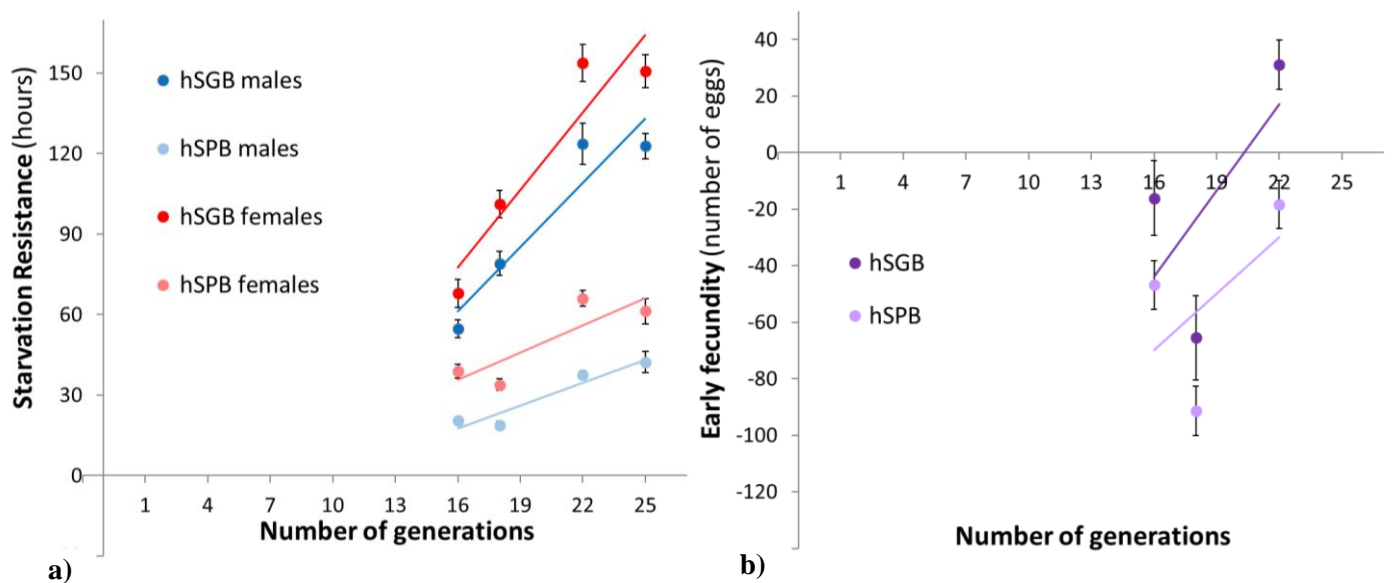 Starvation Resistance (hours)
150
120
90
60
30
0
hSGB males
hSPB males
hSGB females
hSPB females
1 4 7 10 13 16 19 22 25
Number of generations
a)
Early fecundity (number of eggs)
40
20
0
-20
-40
-60
-80
-100
-120
1 4 7 10 13 16 19 22 25
hSGB
hSPB
Number of generations
b)